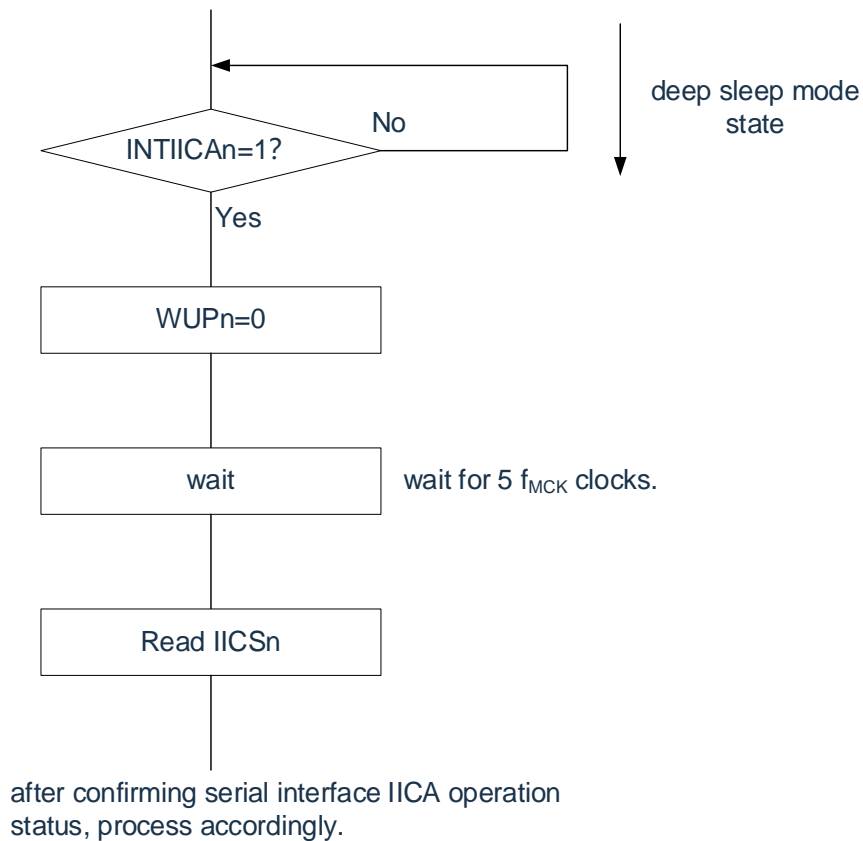 deep sleep mode
state
No
INTIICAn=1?
Yes
WUPn=0
wait
wait for 5 fMCK clocks.
Read IICSn
after confirming serial interface IICA operation
status, process accordingly.